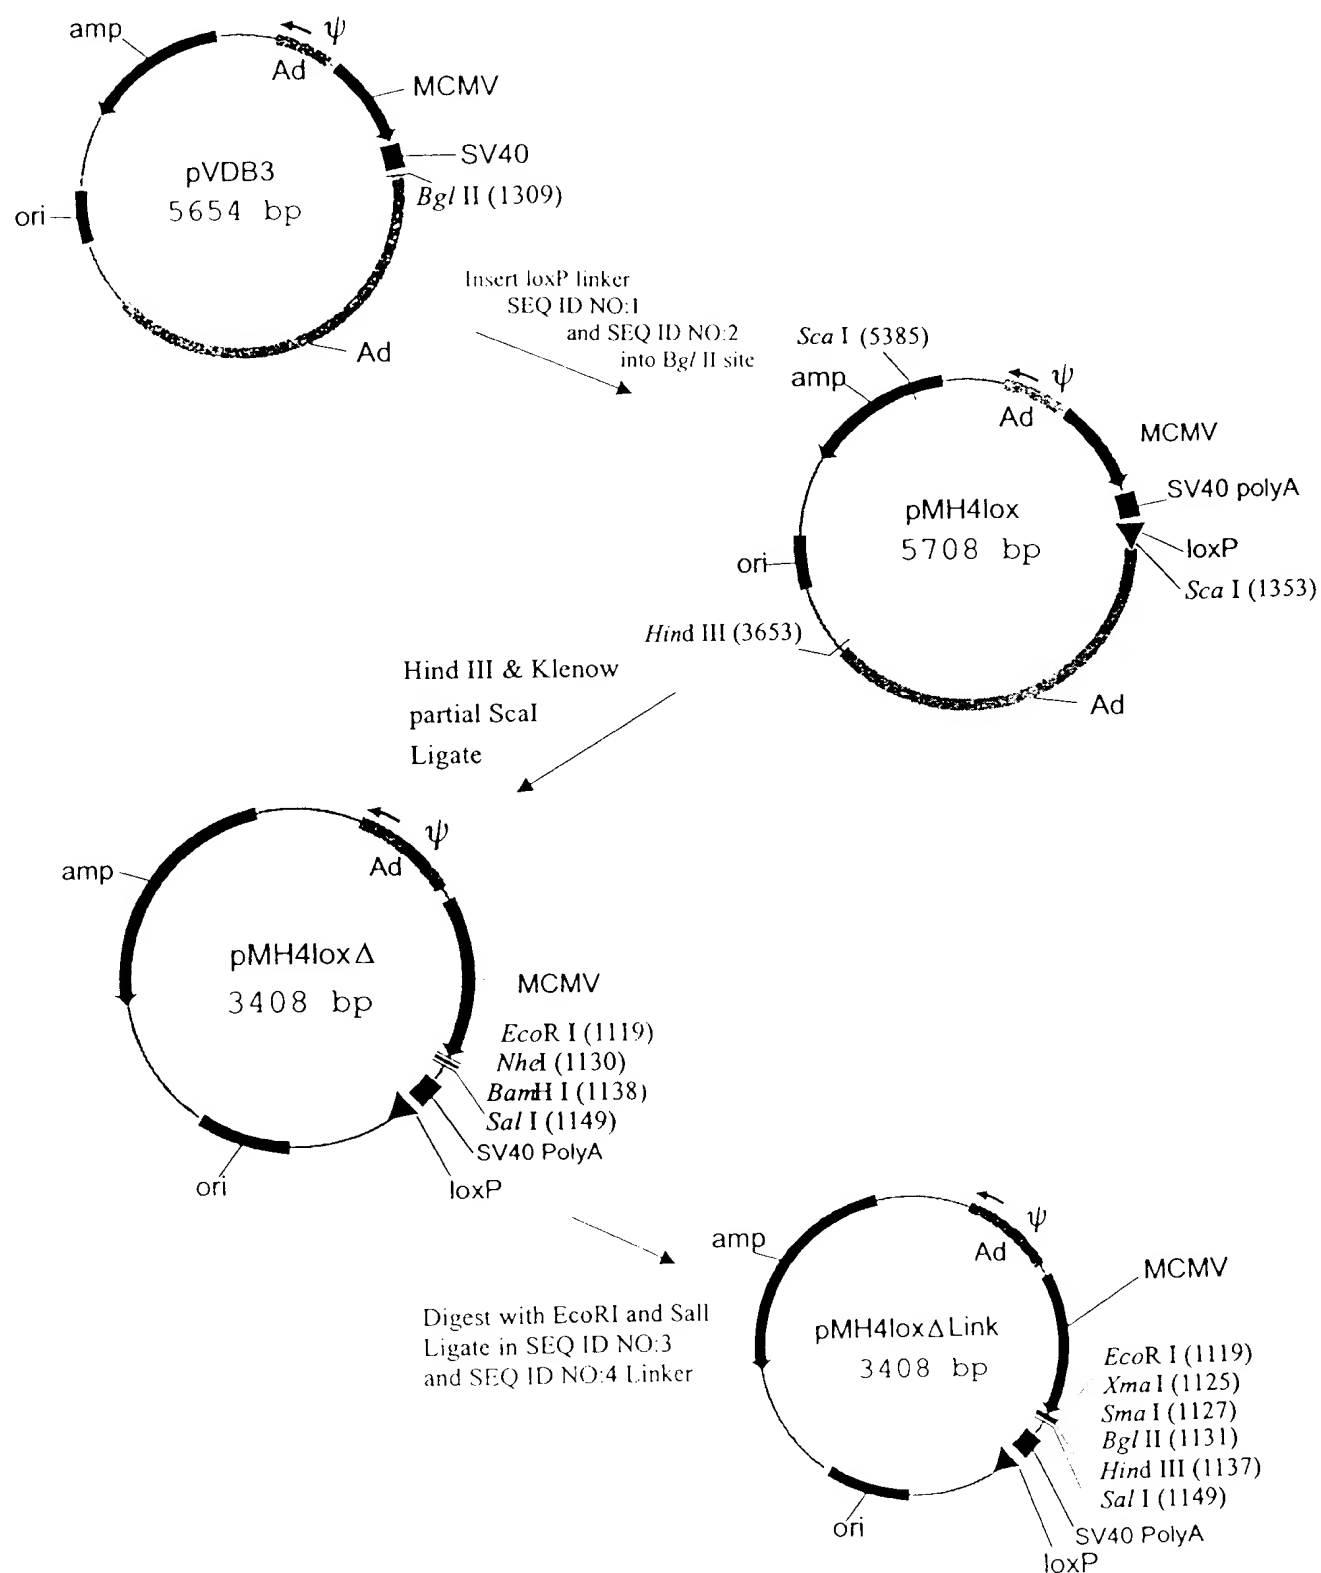 amp
ψ
Ad
MCMV
SV40
Bgl II (1309)
pVDB3
5654 bp
ori
Ad
Insert loxP linker
SEQ ID NO:1
and SEQ ID NO:2
into Bgl II site
Sca I (5385)
amp
ψ
Ad
MCMV
SV40 polyA
pMH4lox
5708 bp
loxP
ori
Sca I (1353)
Hind III (3653)
Ad
Hind III & Klenow
partial ScaI
Ligate
ψ
Ad
amp
pMH4lox Δ
3408 bp
MCMV
EcoR I (1119)
NheI (1130)
BamH I (1138)
Sal I (1149)
SV40 PolyA
loxP
ori
amp
ψ
Ad
MCMV
Digest with EcoRI and SalI
Ligate in SEQ ID NO:3
and SEQ ID NO:4 Linker
pMH4lox Δ Link
3408 bp
EcoR I (1119)
Xma I (1125)
Sma I (1127)
Bgl II (1131)
Hind III (1137)
Sal I (1149)
SV40 PolyA
loxP
ori